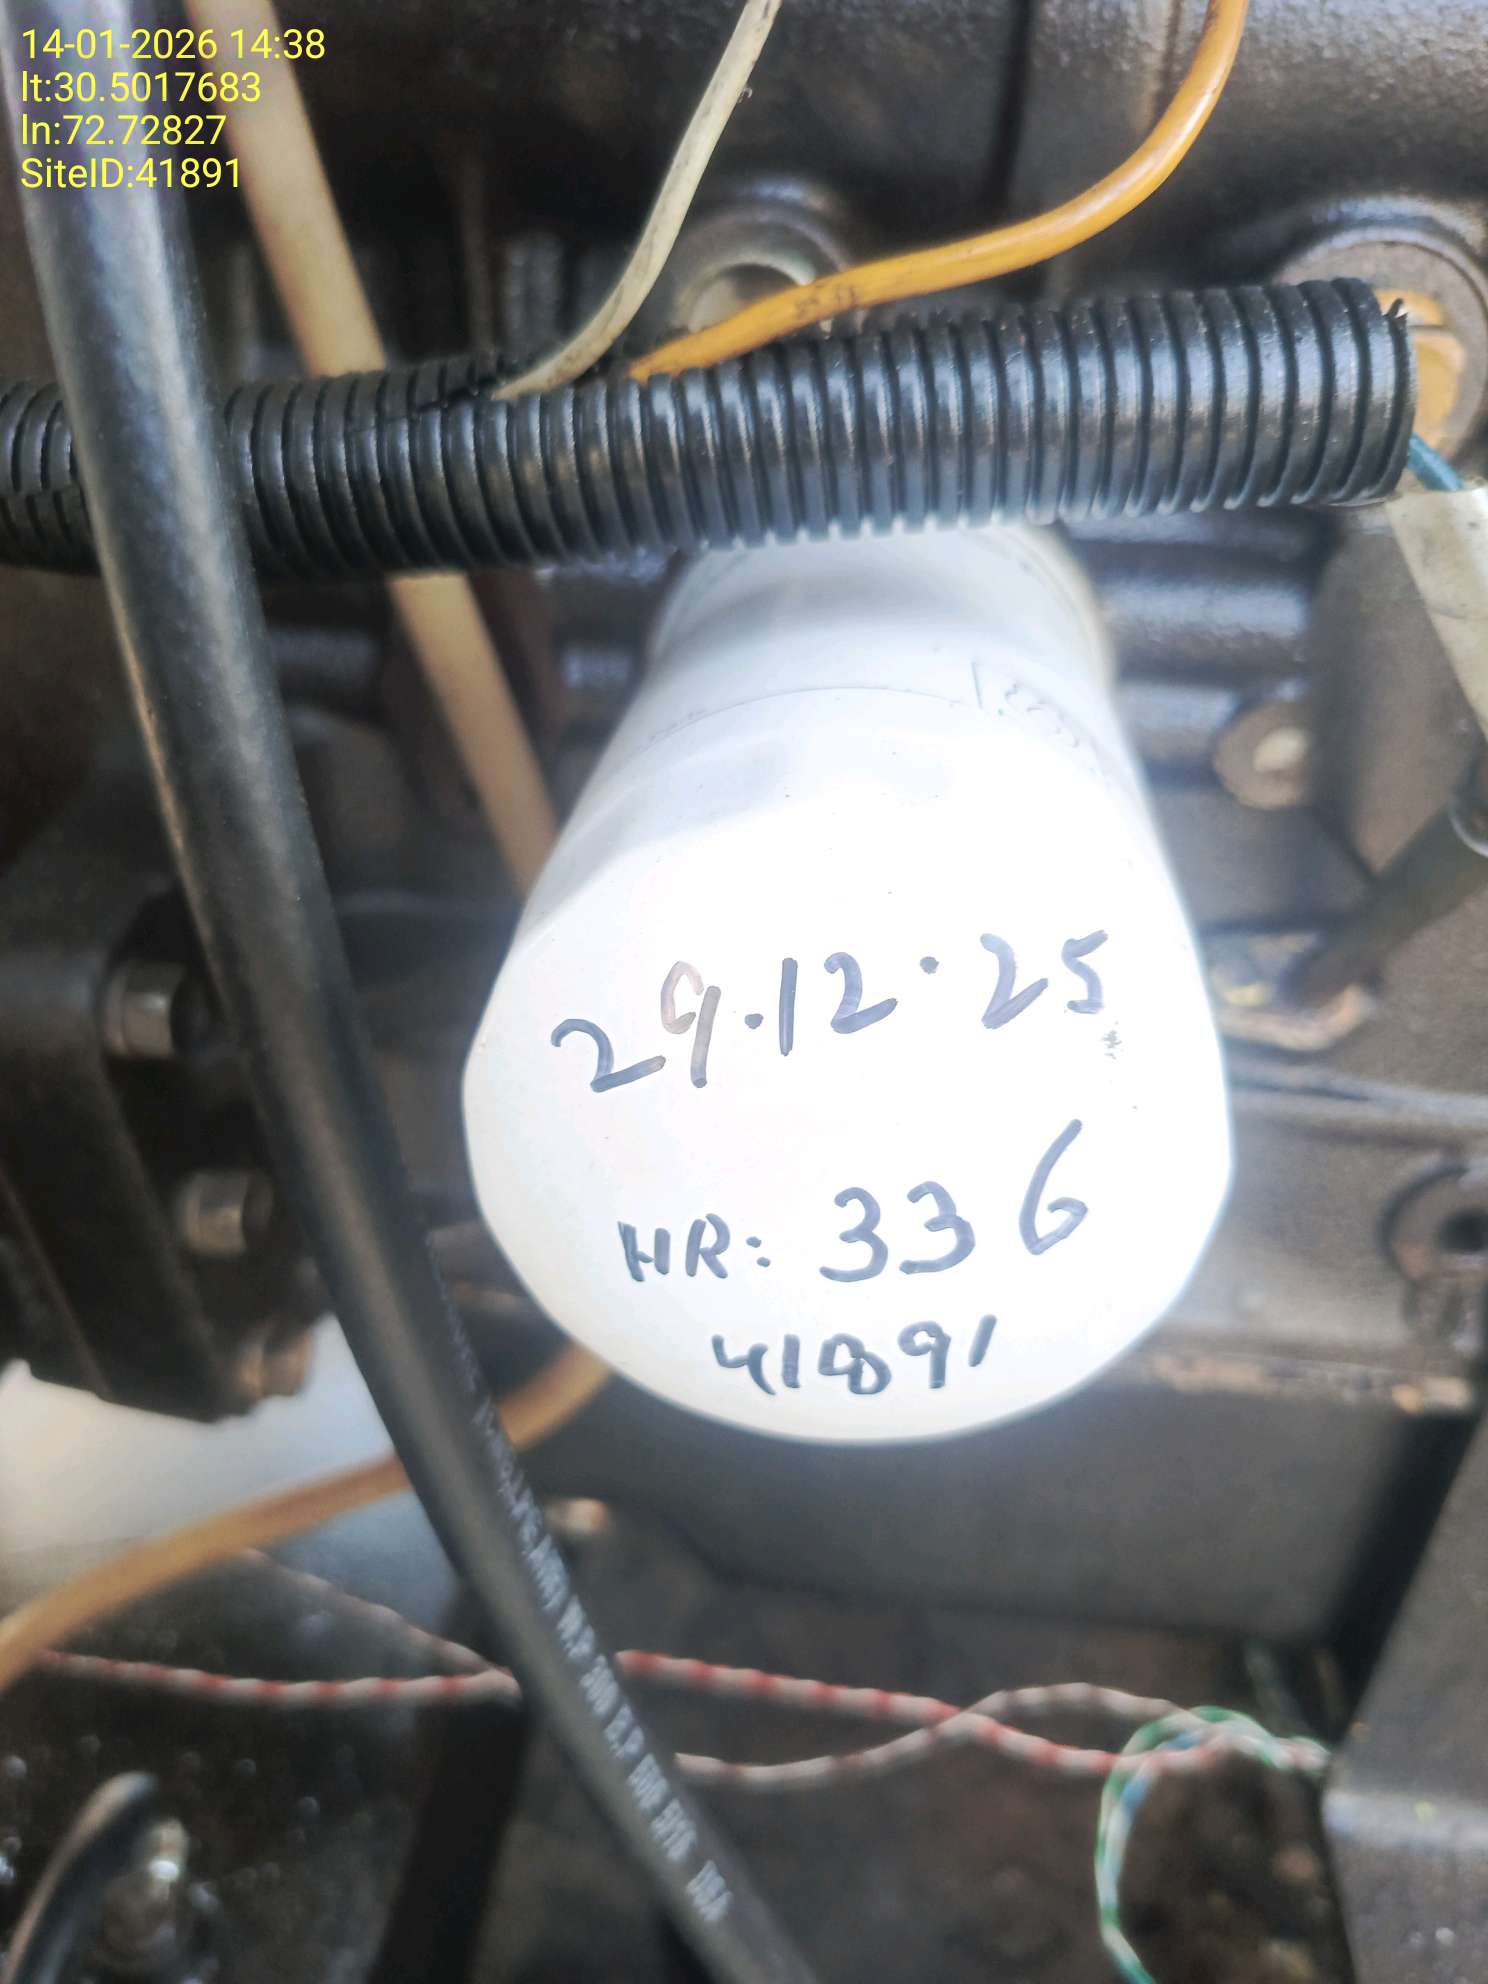 14-01-2026 14:38
lt:30.5017683
ln:72.72827
SiteID:41891
29.12.25
HR: 336
41891